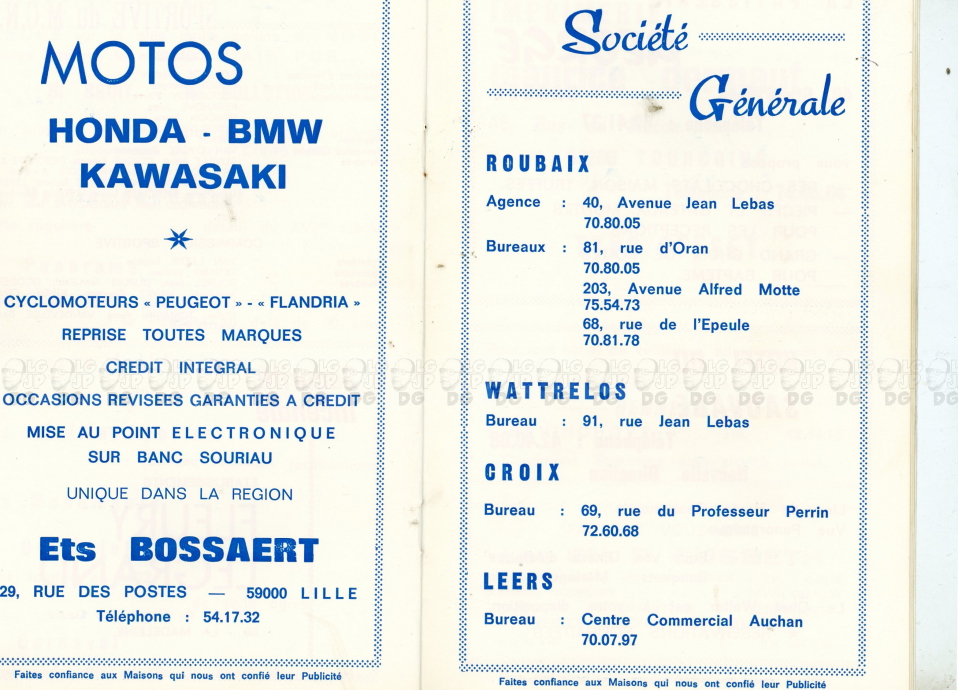 MOTOS
HONDA - BMW
KAWASAKI
CYCLOMOTEURS « PEUGEOT » - « FLANDRIA »
REPRISE TOUTES MARQUES
CREDIT INTEGRAL
OCCASIONS REVISEES GARANTIES A CREDIT
MISE AU POINT ELECTRONIQUE
SUR BANC SOURIAU
UNIQUE DANS LA REGION
Ets BOSSAERT
29, RUE DES POSTES — 59000 LILLE
Téléphone : 54.17.32
Faites confiance aux Maisons qui nous ont confié leur Publicité
Société
Générale
ROUBAIX
Agence : 40, Avenue Jean Lebas
70.80.05
Bureaux : 81, rue d'Oran
70.80.05
203, Avenue Alfred Motte
75.54.73
68, rue de l'Epeule
70.81.78
WATTRELOS
Bureau : 91, rue Jean Lebas
CROIX
Bureau : 69, rue du Professeur Perrin
72.60.68
LEERS
Bureau : Centre Commercial Auchan
70.07.97
Faites confiance aux Maisons qui nous ont confié leur Publicité